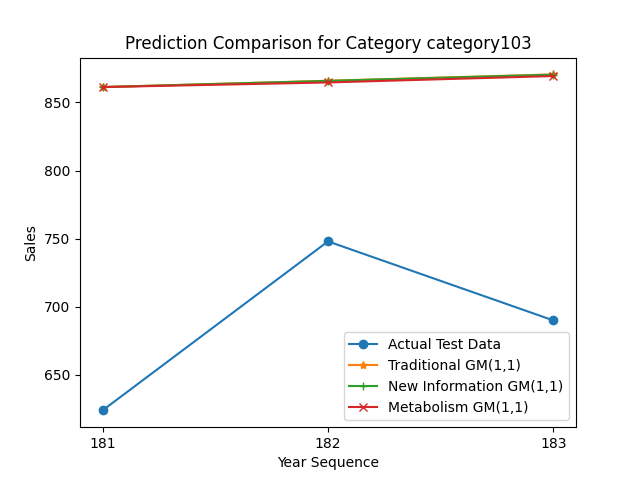 Prediction Comparison for Category category103
Sales
850
800
750
700
650
181
182
183
Year Sequence
Actual Test Data
Traditional GM(1,1)
New Information GM(1,1)
Metabolism GM(1,1)